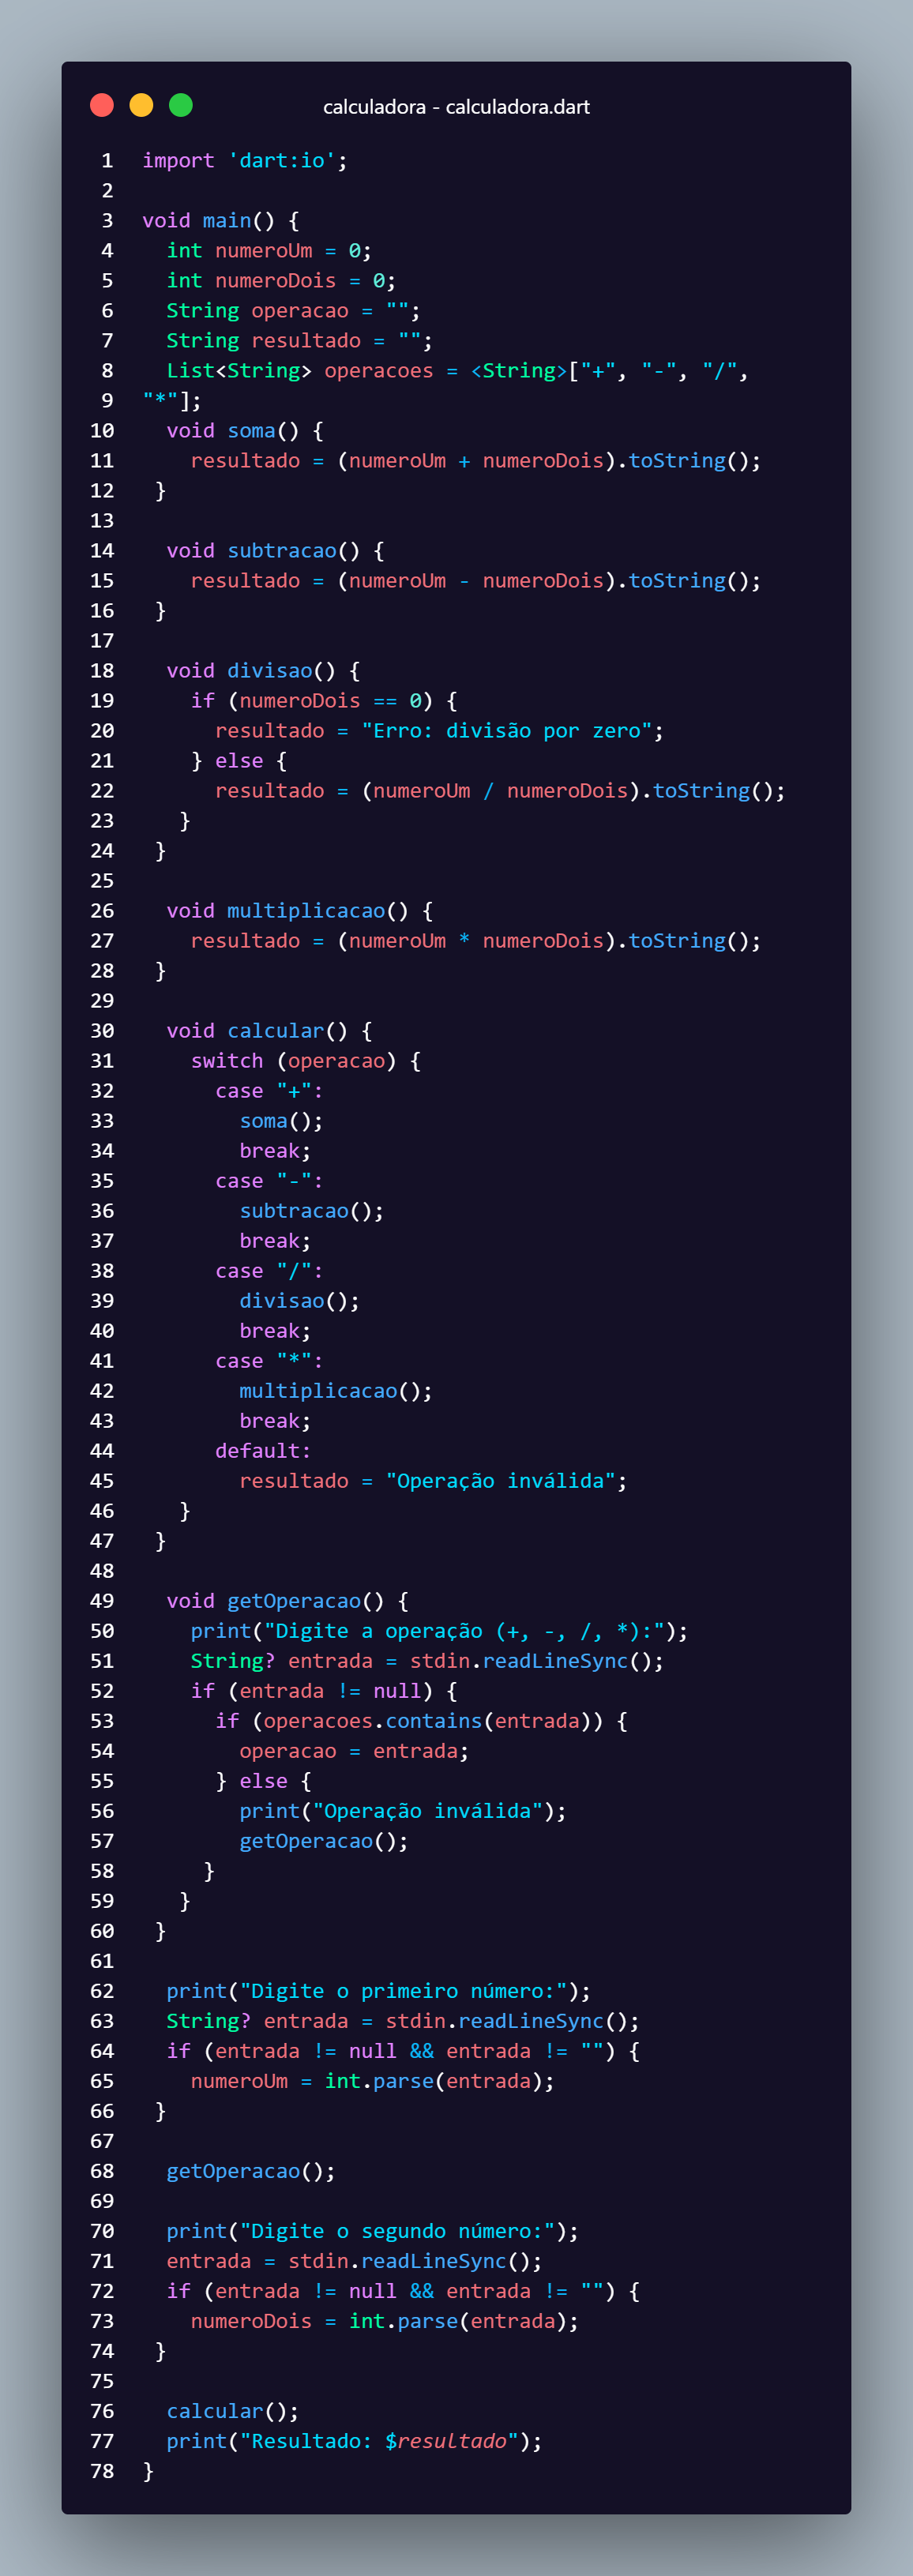 calculadora - calculadora.dart
1 import 'dart:io';
2
3 void main() {
4   int numeroUm = 0;
5   int numeroDois = 0;
6   String operacao = "";
7   String resultado = "";
8   List<String> operacoes = <String>["+", "-", "/",
9 "*"];
10   void soma() {
11     resultado = (numeroUm + numeroDois).toString();
12  }
13
14   void subtracao() {
15     resultado = (numeroUm - numeroDois).toString();
16  }
17
18   void divisao() {
19     if (numeroDois == 0) {
20       resultado = "Erro: divisão por zero";
21     } else {
22       resultado = (numeroUm / numeroDois).toString();
23    }
24  }
25
26   void multiplicacao() {
27     resultado = (numeroUm * numeroDois).toString();
28  }
29
30   void calcular() {
31     switch (operacao) {
32       case "+":
33         soma();
34         break;
35       case "-":
36         subtracao();
37         break;
38       case "/":
39         divisao();
40         break;
41       case "*":
42         multiplicacao();
43         break;
44       default:
45         resultado = "Operação inválida";
46    }
47  }
48
49   void getOperacao() {
50     print("Digite a operação (+, -, /, *):");
51     String? entrada = stdin.readLineSync();
52     if (entrada != null) {
53       if (operacoes.contains(entrada)) {
54         operacao = entrada;
55       } else {
56         print("Operação inválida");
57         getOperacao();
58      }
59    }
60  }
61
62   print("Digite o primeiro número:");
63   String? entrada = stdin.readLineSync();
64   if (entrada != null && entrada != "") {
65     numeroUm = int.parse(entrada);
66  }
67
68   getOperacao();
69
70   print("Digite o segundo número:");
71   entrada = stdin.readLineSync();
72   if (entrada != null && entrada != "") {
73     numeroDois = int.parse(entrada);
74  }
75
76   calcular();
77   print("Resultado: $resultado");
78 }